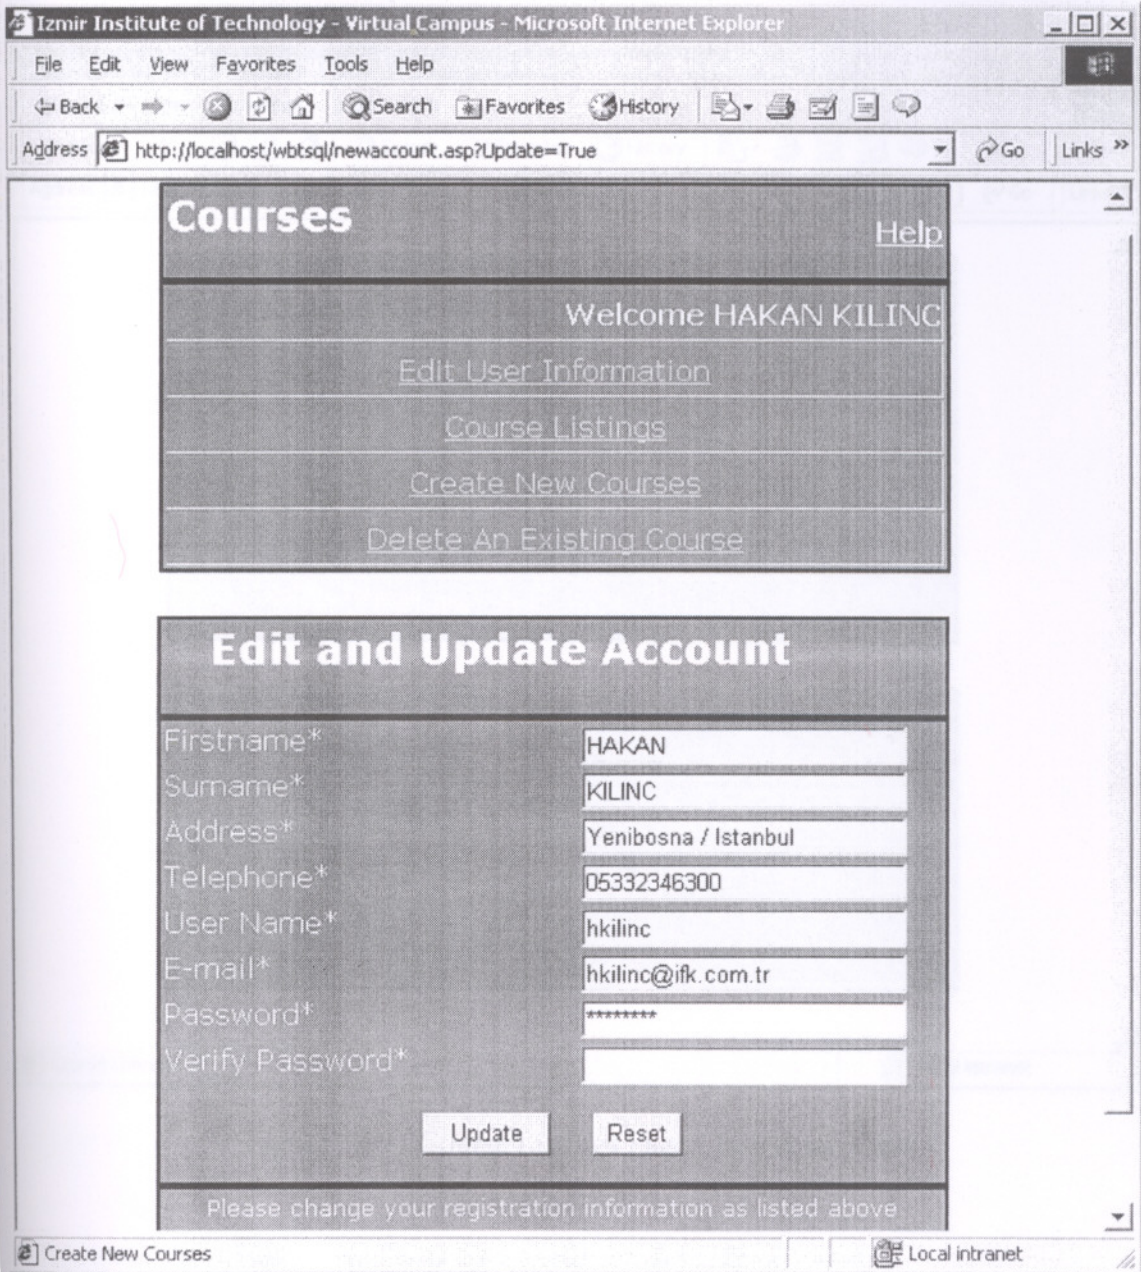 Izmir Institute of Technology - Virtual Campus - Microsoft Internet Explorer
File Edit View Favorites Tools Help
Back Search Favorites History
Address http://localhost/wbtsql/newaccount.asp?Update=True Go Links »
Courses
Help
Welcome HAKAN KILINC
Edit User Information
Course Listings
Create New Courses
Delete An Existing Course
Edit and Update Account
Firstname* HAKAN
Surname* KILINC
Address* Yenibosna / Istanbul
Telephone* 05332346300
User Name* hkilinc
E-mail* hkilinc@ifk.com.tr
Password* ********
Verify Password*
Update Reset
Please change your registration information as listed above
Create New Courses Local intranet